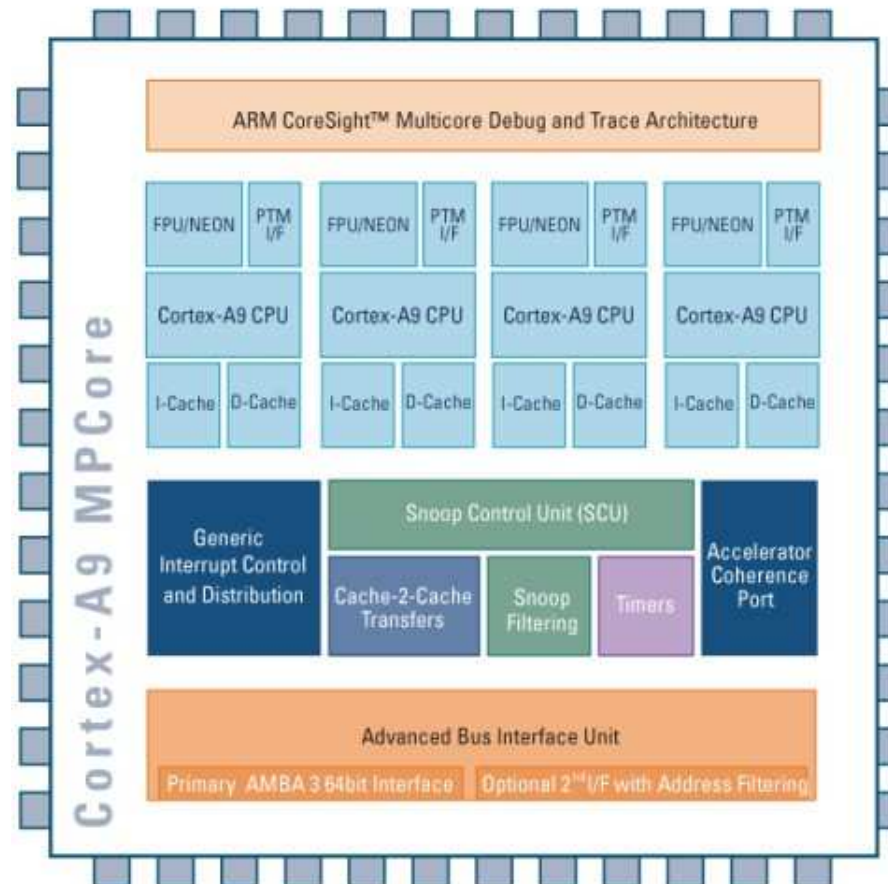 Cortex-A9 MPCore
ARM CoreSight™ Multicore Debug and Trace Architecture
FPU/NEON
PTM
I/F
FPU/NEON
PTM
I/F
FPU/NEON
PTM
I/F
FPU/NEON
PTM
I/F
Cortex-A9 CPU
Cortex-A9 CPU
Cortex-A9 CPU
Cortex-A9 CPU
I-Cache
D-Cache
I-Cache
D-Cache
I-Cache
D-Cache
I-Cache
D-Cache
Generic
Interrupt Control
and Distribution
Snoop Control Unit (SCU)
Cache-2-Cache
Transfers
Snoop
Filtering
Timers
Accelerator
Coherence
Port
Advanced Bus Interface Unit
Primary AMBA 3 64bit Interface
Optional 2nd I/F with Address Filtering